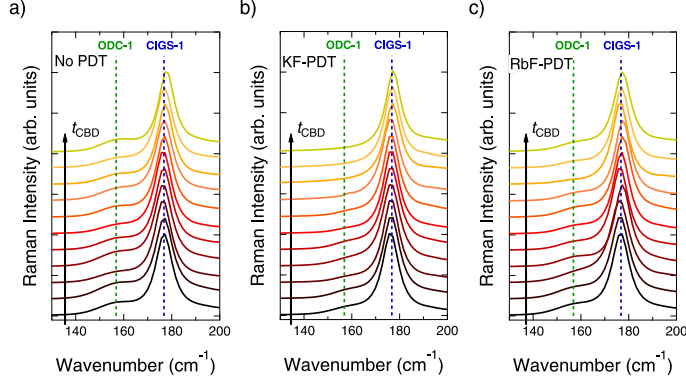 a)
ODC-1 CIGS-1
No PDT
t_CBD
Raman Intensity (arb. units)
140 160 180 200
Wavenumber (cm⁻¹)
b)
ODC-1 CIGS-1
KF-PDT
t_CBD
Raman Intensity (arb. units)
140 160 180 200
Wavenumber (cm⁻¹)
c)
ODC-1 CIGS-1
RbF-PDT
t_CBD
Raman Intensity (arb. units)
140 160 180 200
Wavenumber (cm⁻¹)